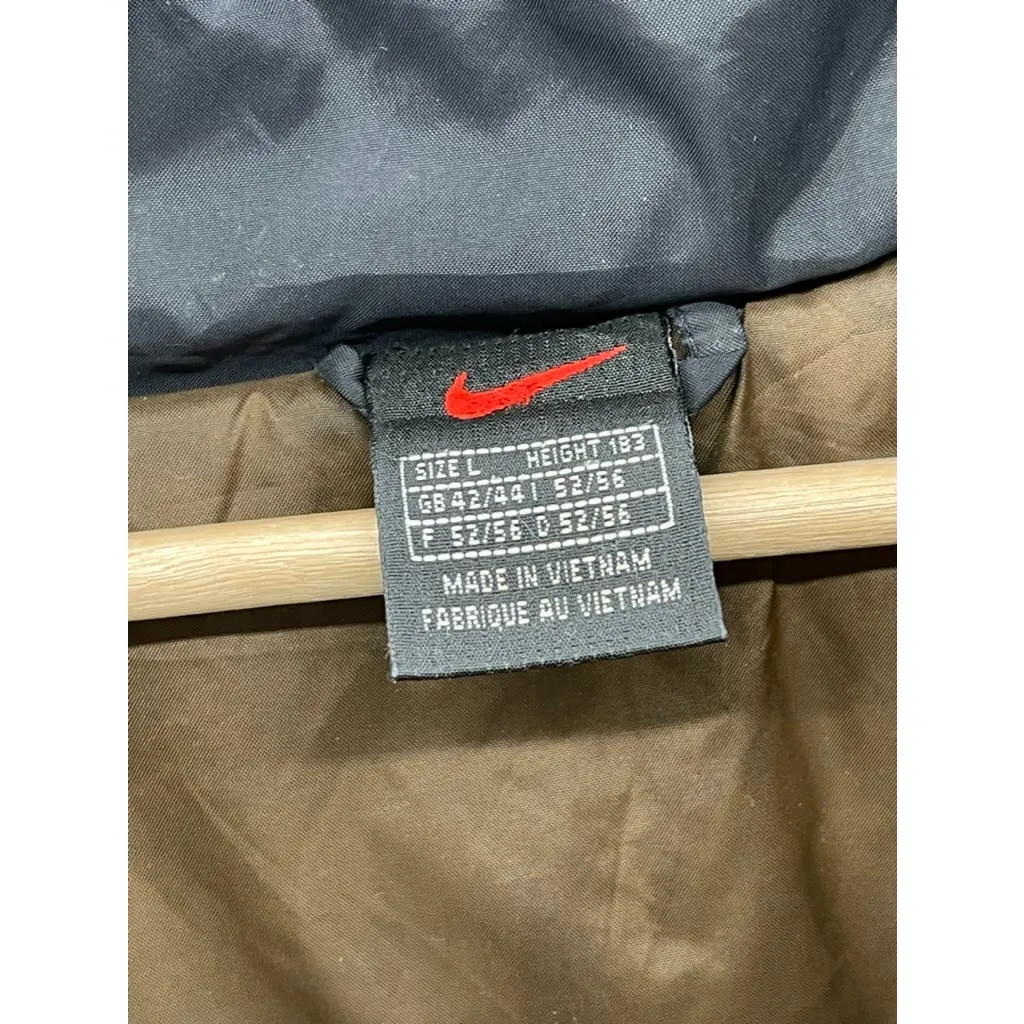 SIZE L HEIGHT 183
GB 42/44 I 52/56
F 52/56 D 52/56
MADE IN VIETNAM
FABRIQUE AU VIETNAM